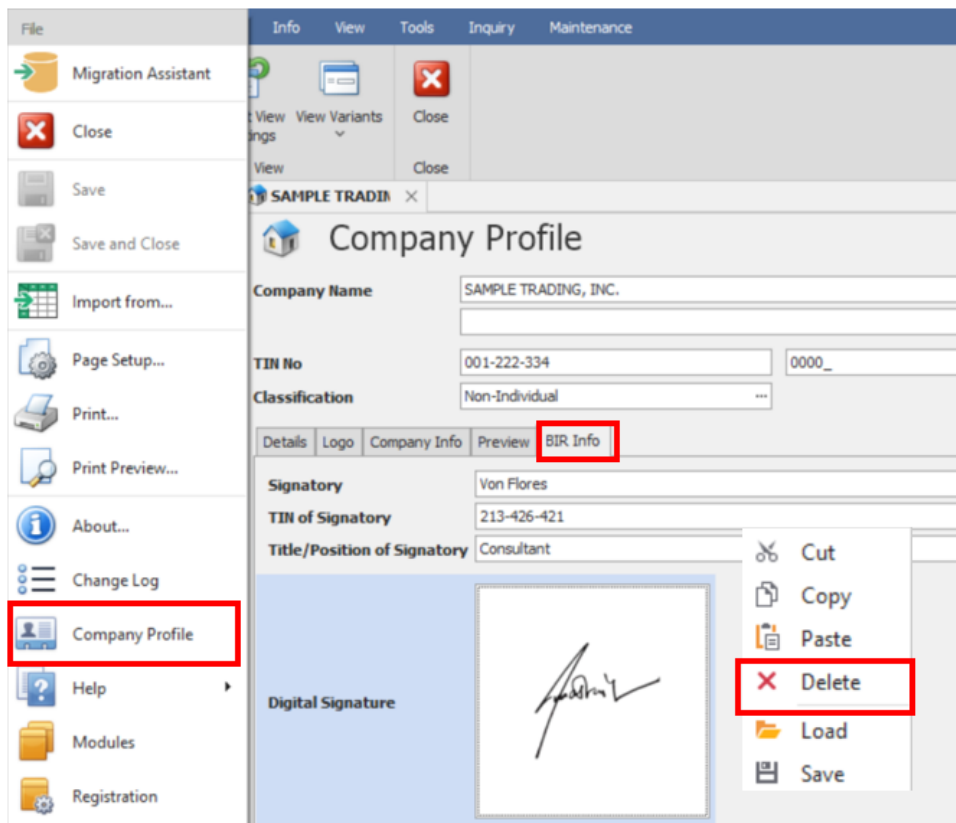 File
Migration Assistant
Close
Save
Save and Close
Import from...
Page Setup...
Print...
Print Preview...
About...
Change Log
Company Profile
Help
Modules
Registration
Info View Tools Inquiry Maintenance
View View Variants Close
View Close
SAMPLE TRADIN
Company Profile
Company Name SAMPLE TRADING, INC.
TIN No 001-222-334 0000_
Classification Non-Individual ...
Details Logo Company Info Preview BIR Info
Signatory Von Flores
TIN of Signatory 213-426-421
Title/Position of Signatory Consultant
Digital Signature
Cut
Copy
Paste
Delete
Load
Save